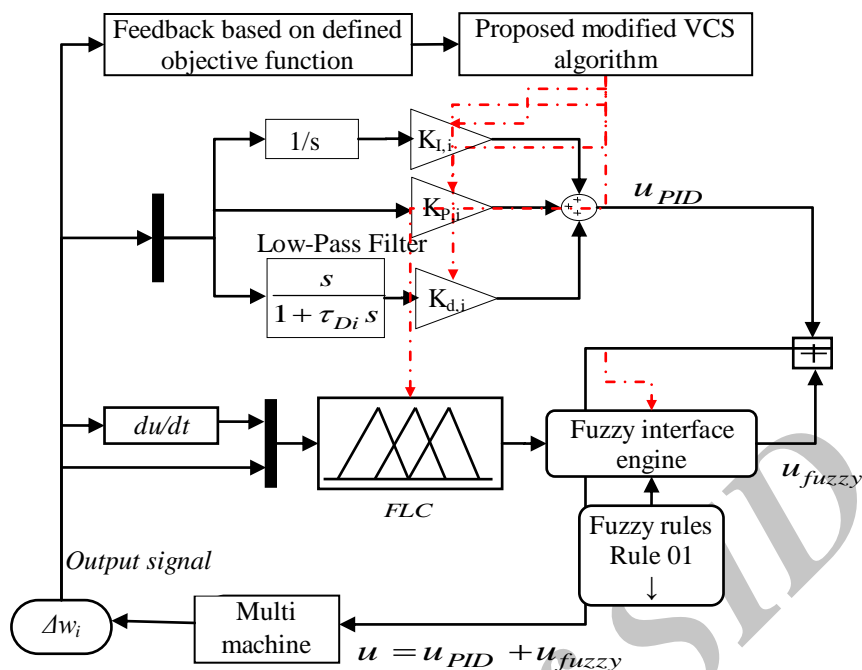 Feedback based on defined
objective function
Proposed modified VCS
algorithm
1/s
K_{I,i}
u_{PID}
K_{P,i}
Low-Pass Filter
s
1 + τ_{Di} s
K_{d,i}
+
+
+
+
du/dt
FLC
Fuzzy interface
engine
u_{fuzzy}
Fuzzy rules
Rule 01
↓
Output signal
Δw_i
Multi
machine
u = u_{PID} + u_{fuzzy}
SID